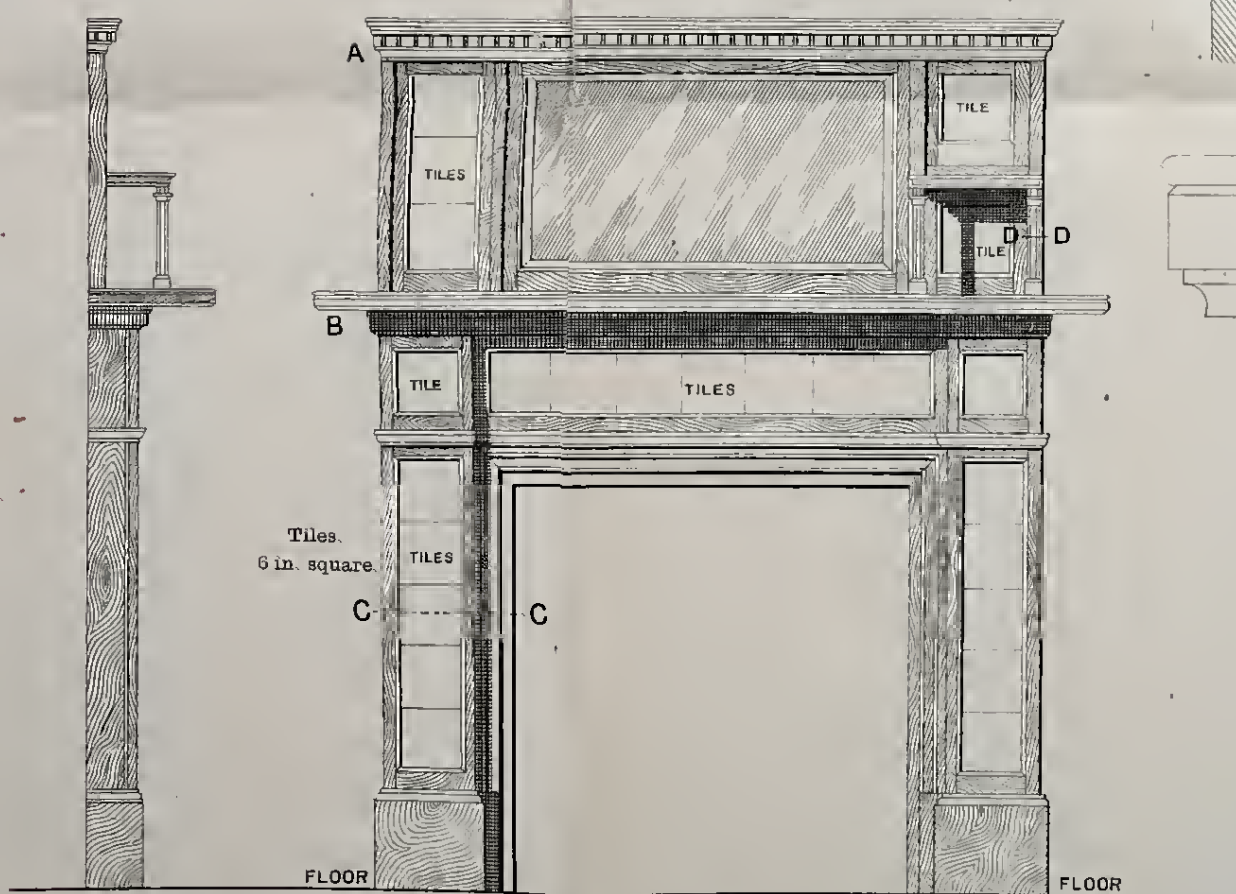 A
TILE
TILES
D D
TILE
B
TILE
TILES
Tiles.
6 in. square.
TILES
C C
FLOOR
FLOOR